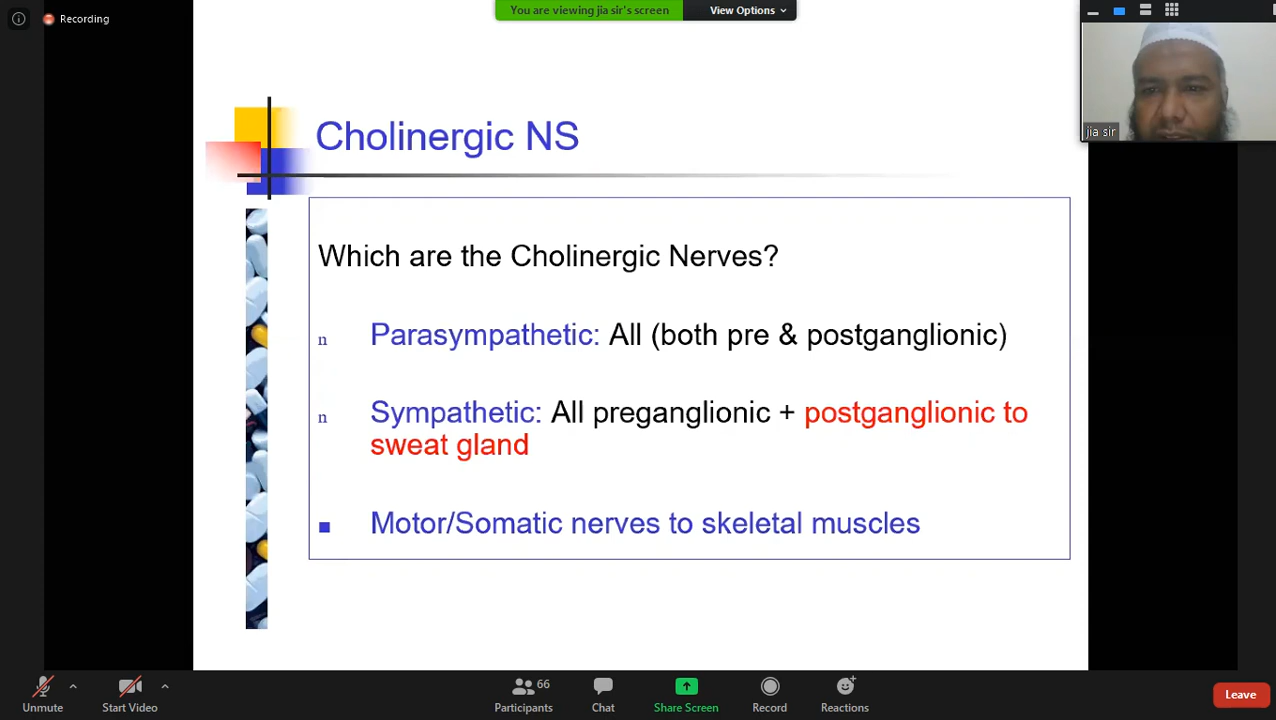 Recording
You are viewing jia sir's screen
View Options
jia sir
Cholinergic NS
Which are the Cholinergic Nerves?
n Parasympathetic: All (both pre & postganglionic)
n Sympathetic: All preganglionic + postganglionic to
sweat gland
■ Motor/Somatic nerves to skeletal muscles
Unmute
Start Video
66
Participants
Chat
Share Screen
Record
Reactions
Leave